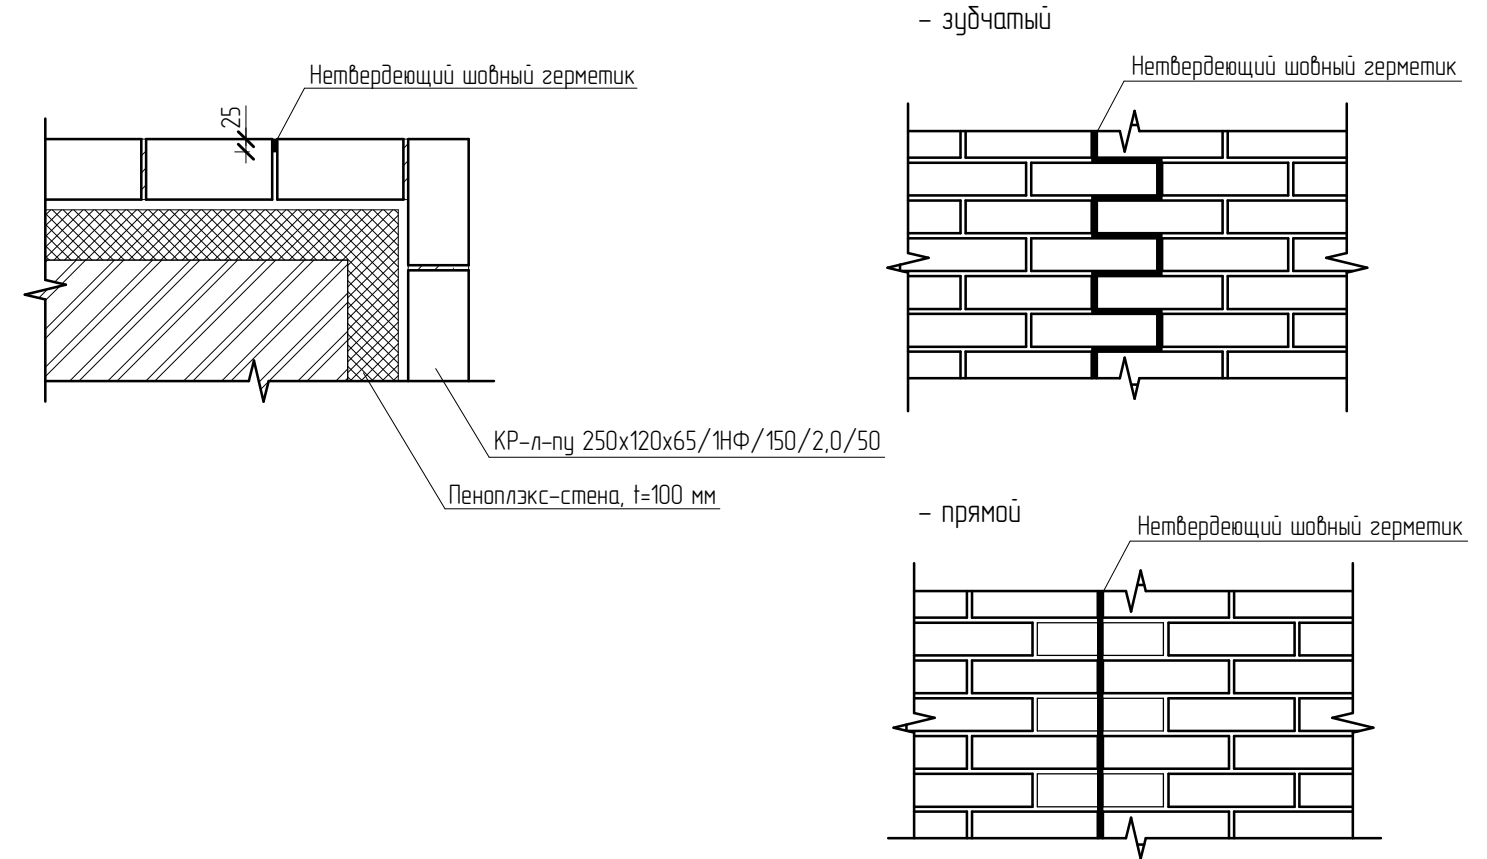 Нетвердеющий шовный герметик
25
КР-л-пу 250х120х65/1НФ/150/2,0/50
Пеноплэкс-стена, t=100 мм
- зубчатый
Нетвердеющий шовный герметик
- прямой
Нетвердеющий шовный герметик